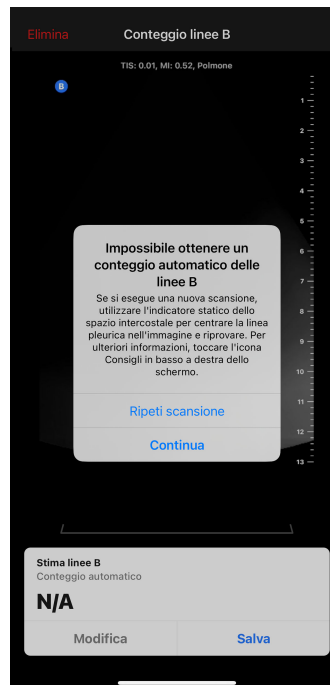 Elimina
Conteggio linee B
TIS: 0.01, MI: 0.52, Polmone
B
1
2
3
4
5
6
7
8
9
10
11
12
13
Impossibile ottenere un
conteggio automatico delle
linee B
Se si esegue una nuova scansione,
utilizzare l'indicatore statico dello
spazio intercostale per centrare la linea
pleurica nell'immagine e riprovare. Per
ulteriori informazioni, toccare l'icona
Consigli in basso a destra dello
schermo.
Ripeti scansione
Continua
Stima linee B
Conteggio automatico
N/A
Modifica
Salva